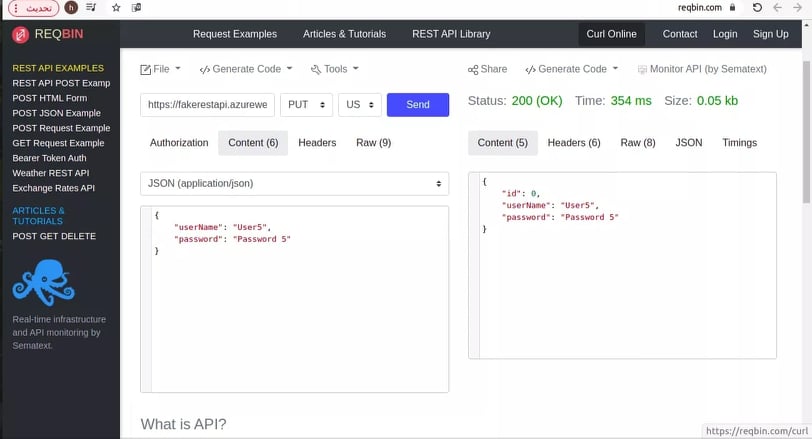 تحديث
h
reqbin.com
REQBIN
Request Examples
Articles & Tutorials
REST API Library
Curl Online
Contact
Login
Sign Up
REST API EXAMPLES
REST API POST Examp
POST HTML Form
POST JSON Example
POST Request Example
GET Request Example
Bearer Token Auth
Weather REST API
Exchange Rates API
ARTICLES &
TUTORIALS
POST GET DELETE
Real-time infrastructure
and API monitoring by
Sematext.
File
Generate Code
Tools
https://fakerestapi.azurewe
PUT
US
Send
Authorization
Content (6)
Headers
Raw (9)
JSON (application/json)
{
"userName": "User5",
"password": "Password 5"
}
What is API?
Share
Generate Code
Monitor API (by Sematext)
Status: 200 (OK) Time: 354 ms Size: 0.05 kb
Content (5)
Headers (6)
Raw (8)
JSON
Timings
{
"id": 0,
"userName": "User5",
"password": "Password 5"
}
https://reqbin.com/curl